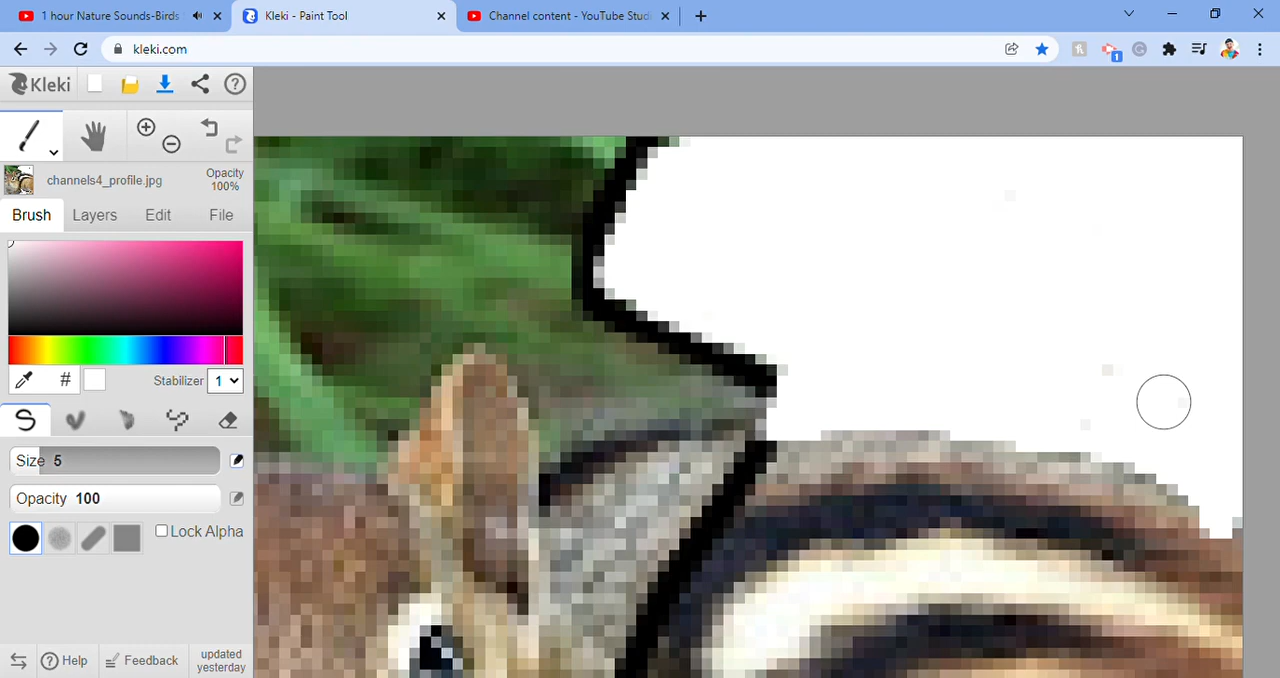 1 hour Nature Sounds-Birds
Kleki - Paint Tool
Channel content - YouTube Studi
kleki.com
1
Kleki
channels4_profile.jpg
Opacity
100%
Brush Layers Edit File
# Stabilizer 1
Size 5
Opacity 100
Lock Alpha
Help Feedback updated
yesterday